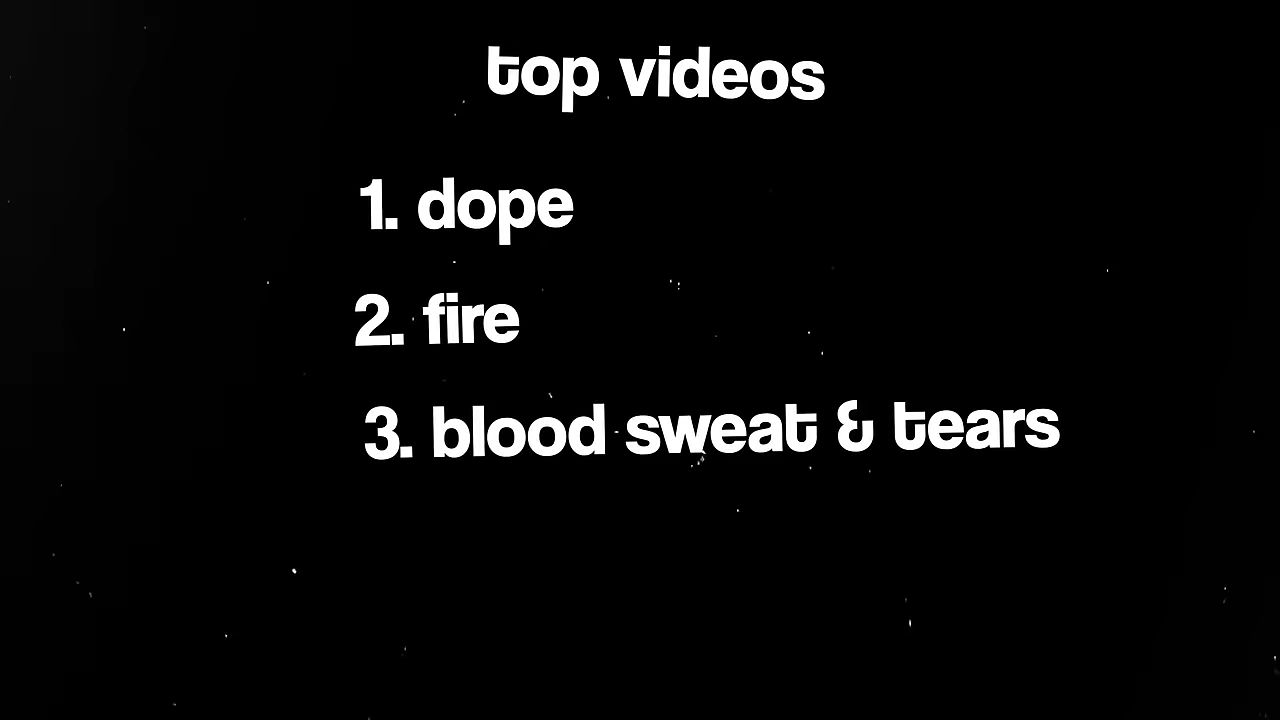 top videos
1. dope
2. fire
3. blood sweat & tears